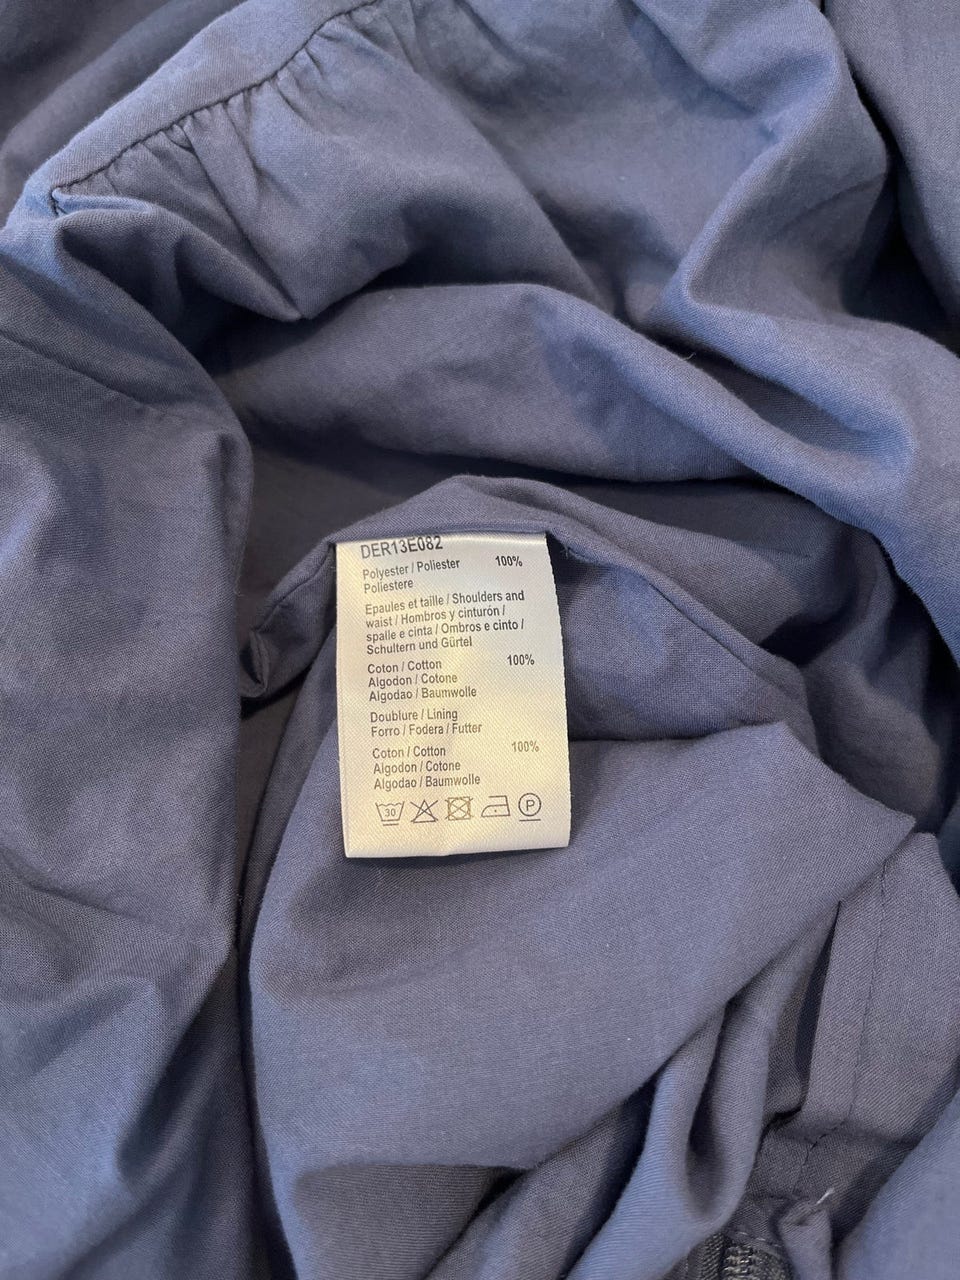 DER13E082
Polyester / Poliester 100%
Poliestere
Epaules et taille / Shoulders and
waist / Hombros y cinturón /
spalle e cinta / Ombros e cinto /
Schultern und Gürtel
Coton / Cotton 100%
Algodon / Cotone
Algodao / Baumwolle
Doublure / Lining
Forro / Fodera / Futter
Coton / Cotton 100%
Algodon / Cotone
Algodao / Baumwolle
30 P